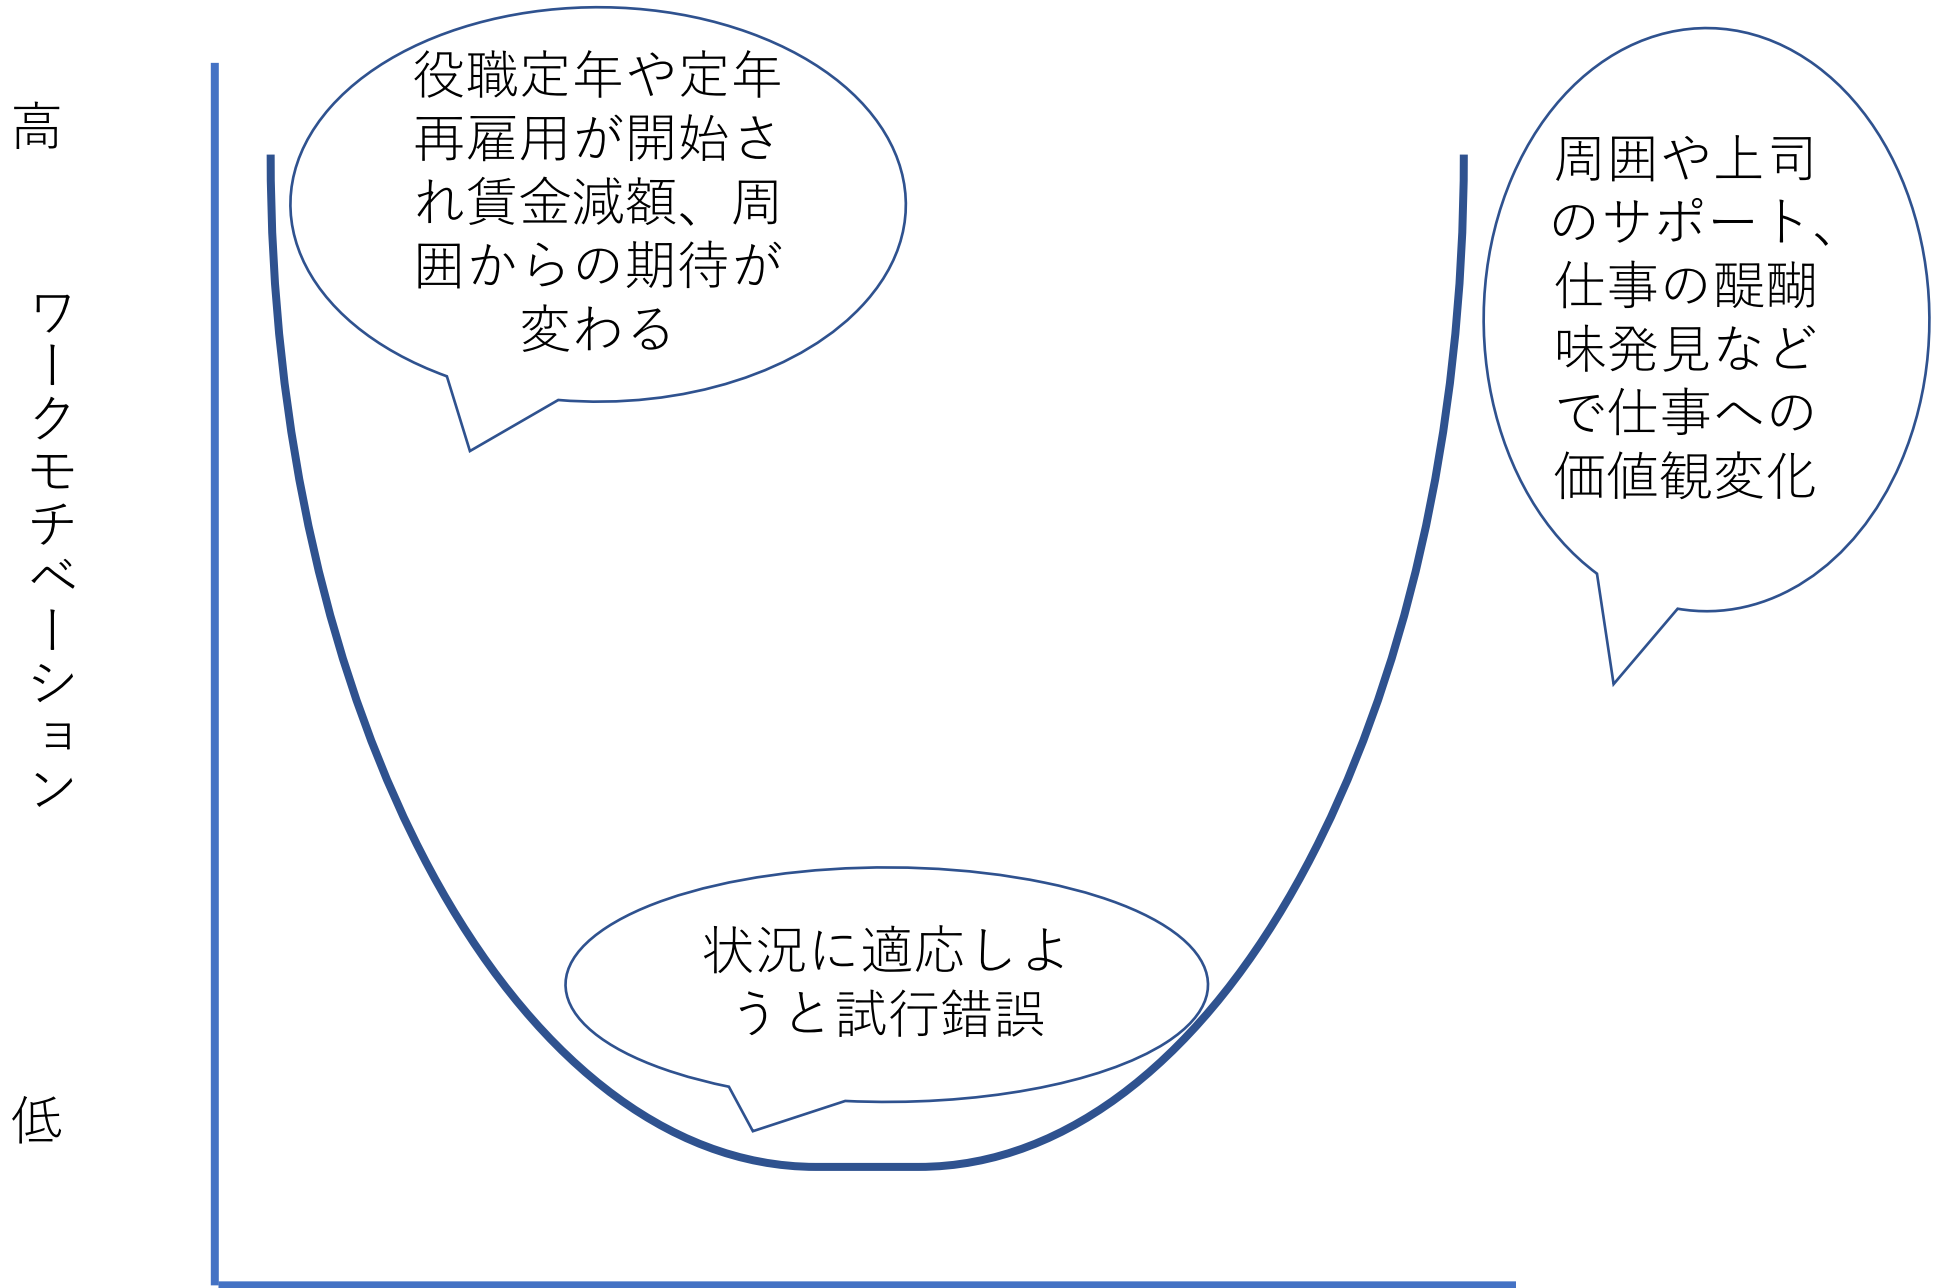 高
ワークモチベーション
低
役職定年や定年
再雇用が開始さ
れ賃金減額、周
囲からの期待が
変わる
状況に適応しよ
うと試行錯誤
周囲や上司
のサポート、
仕事の醍醐
味発見など
で仕事への
価値観変化